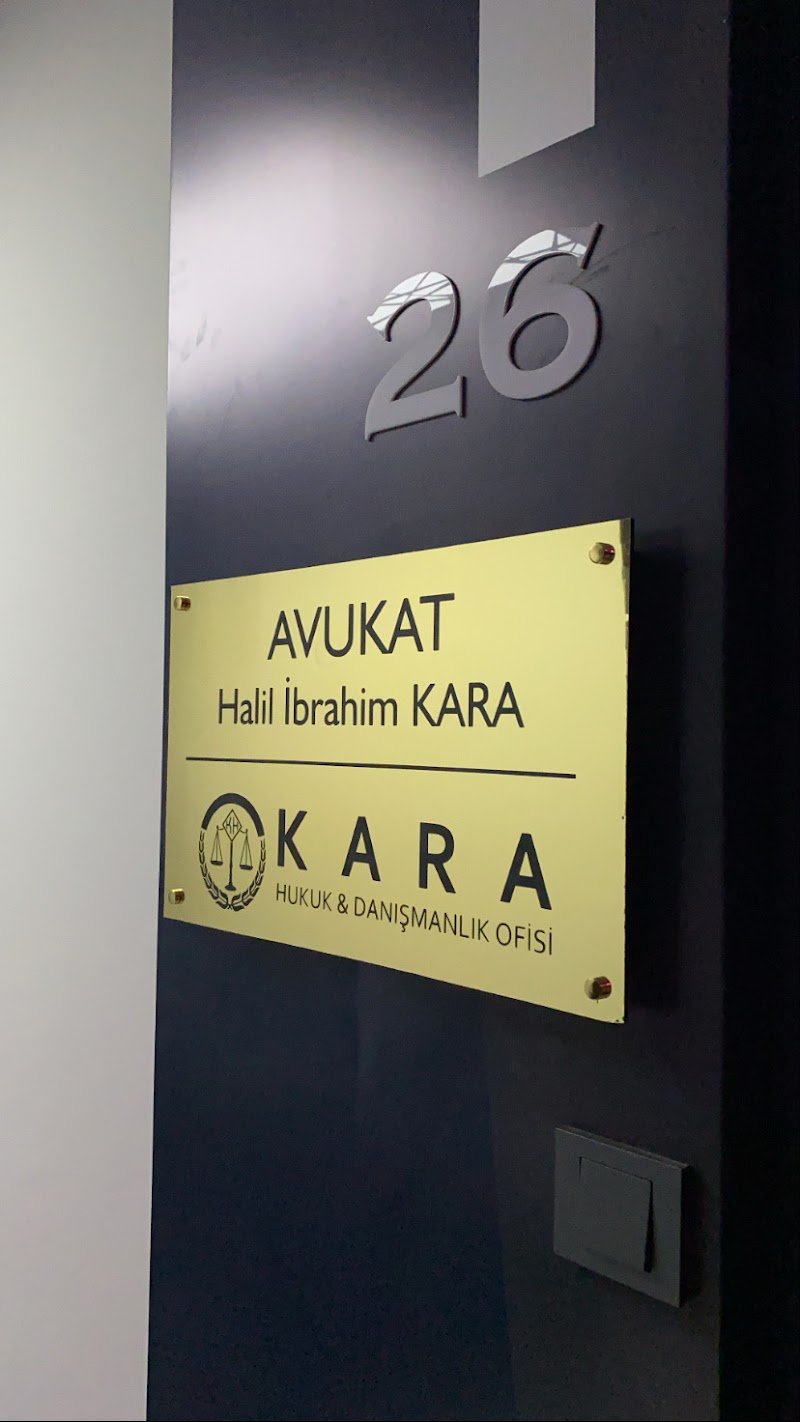 26
AVUKAT
Halil İbrahim KARA
KARA
HUKUK & DANIŞMANLIK OFİSİ